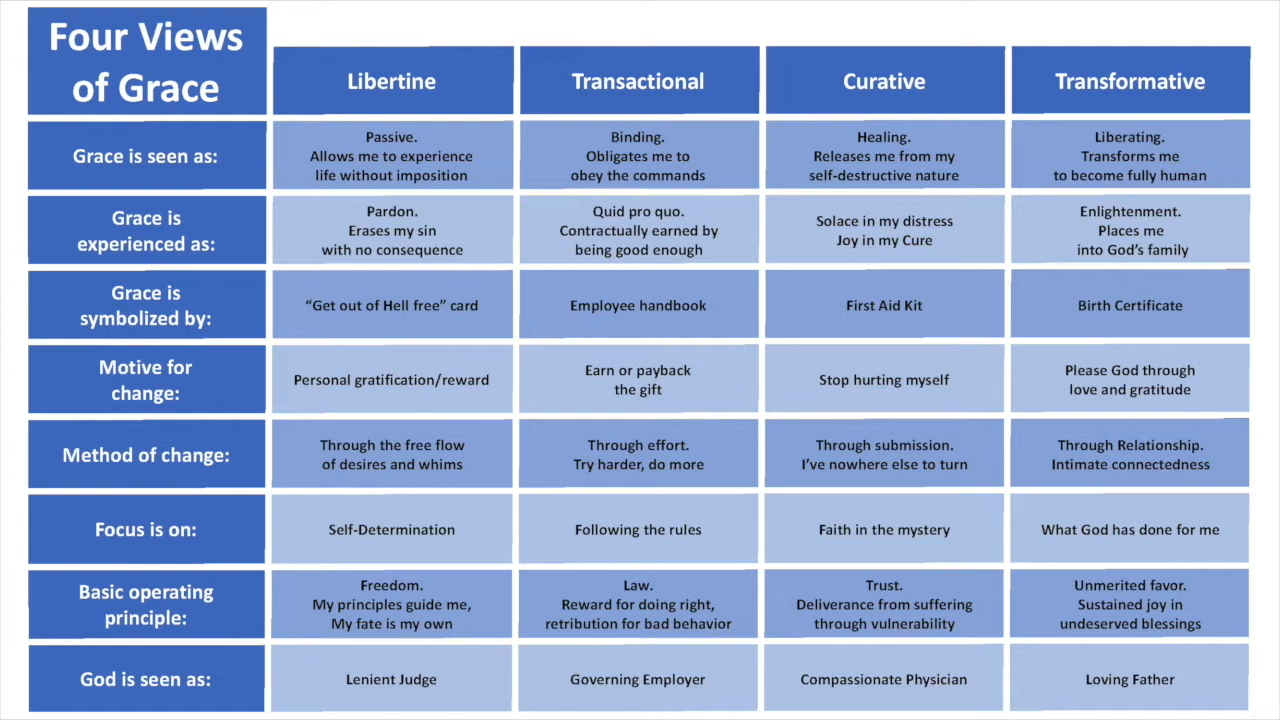 Four Views
of Grace
Libertine
Transactional
Curative
Transformative
Grace is seen as:
Passive.
Allows me to experience
life without imposition
Binding.
Obligates me to
obey the commands
Healing.
Releases me from my
self-destructive nature
Liberating.
Transforms me
to become fully human
Grace is
experienced as:
Pardon.
Erases my sin
with no consequence
Quid pro quo.
Contractually earned by
being good enough
Solace in my distress
Joy in my Cure
Enlightenment.
Places me
into God's family
Grace is
symbolized by:
"Get out of Hell free" card
Employee handbook
First Aid Kit
Birth Certificate
Motive for
change:
Personal gratification/reward
Earn or payback
the gift
Stop hurting myself
Please God through
love and gratitude
Method of change:
Through the free flow
of desires and whims
Through effort.
Try harder, do more
Through submission.
I've nowhere else to turn
Through Relationship.
Intimate connectedness
Focus is on:
Self-Determination
Following the rules
Faith in the mystery
What God has done for me
Basic operating
principle:
Freedom.
My principles guide me,
My fate is my own
Law.
Reward for doing right,
retribution for bad behavior
Trust.
Deliverance from suffering
through vulnerability
Unmerited favor.
Sustained joy in
undeserved blessings
God is seen as:
Lenient Judge
Governing Employer
Compassionate Physician
Loving Father